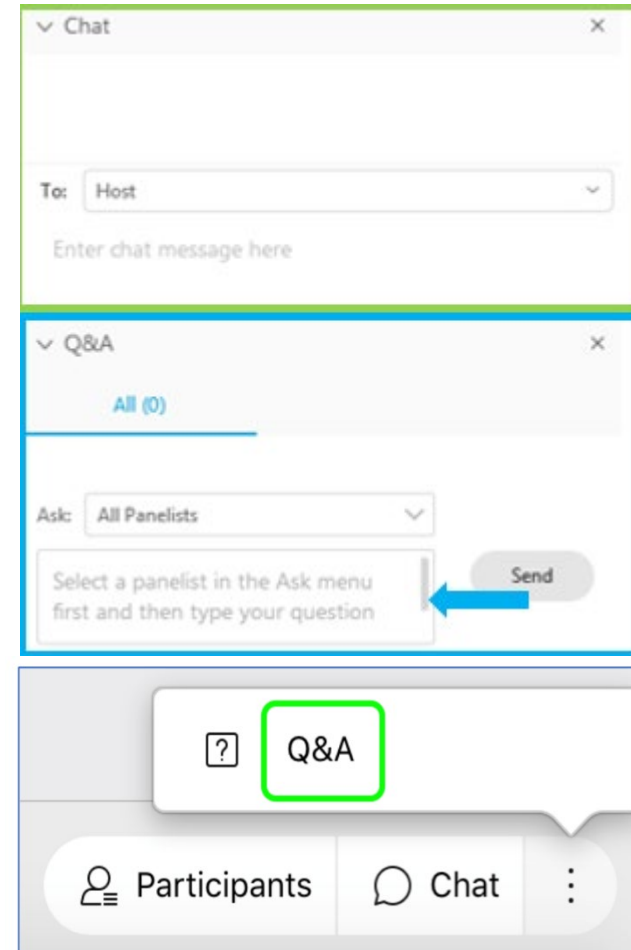 Chat
To: Host
Enter chat message here
Q&A
All (0)
Ask: All Panelists
Select a panelist in the Ask menu
first and then type your question
Send
Q&A
Participants Chat